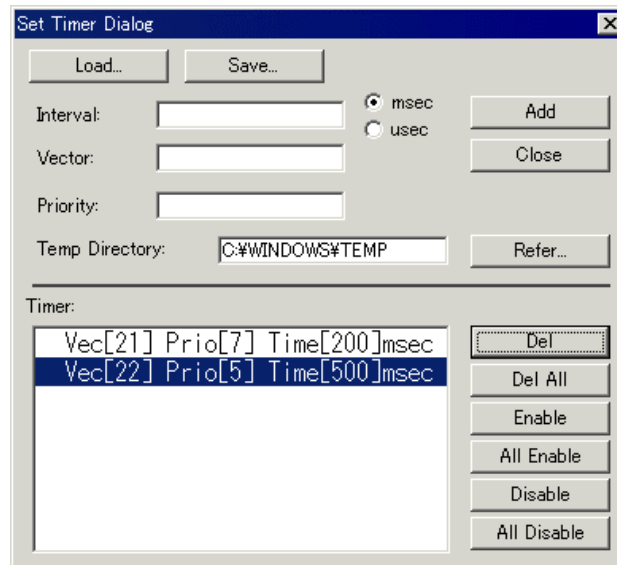 Set Timer Dialog
Load... Save...
Interval: msec Add
usec
Vector: Close
Priority:
Temp Directory: C:¥WINDOWS¥TEMP Refer...
Timer:
Vec[21] Prio[7] Time[200]msec Del
Vec[22] Prio[5] Time[500]msec
Del All
Enable
All Enable
Disable
All Disable